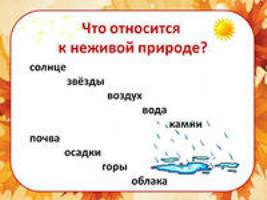 Что относится
к неживой природе?
солнце
звёзды
воздух
вода
камни
почва
осадки
горы
облака